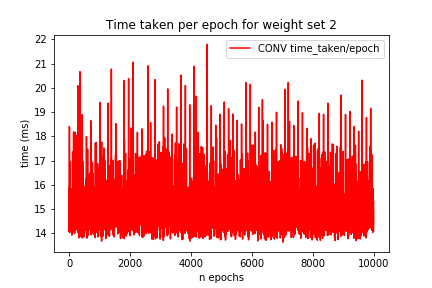 Time taken per epoch for weight set 2
CONV time_taken/epoch
time (ms)
22
21
20
19
18
17
16
15
14
0 2000 4000 6000 8000 10000
n epochs